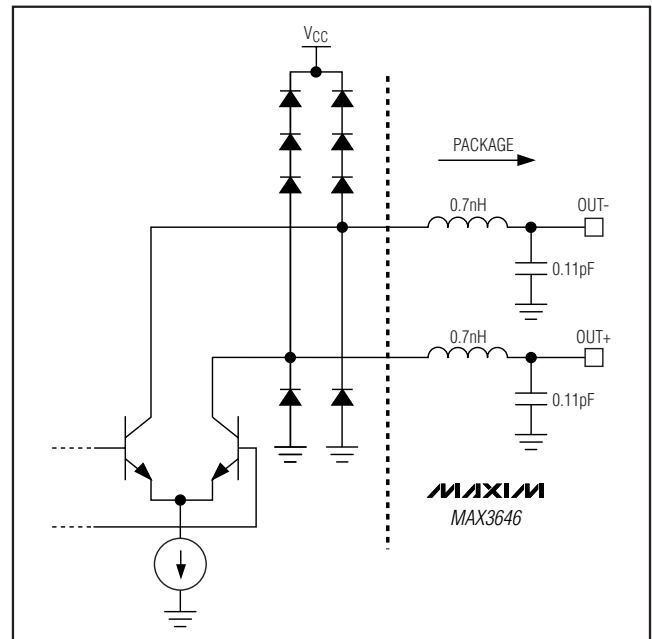 VCC
PACKAGE
0.7nH
OUT-
0.11pF
0.7nH
OUT+
0.11pF
MAXIM
MAX3646